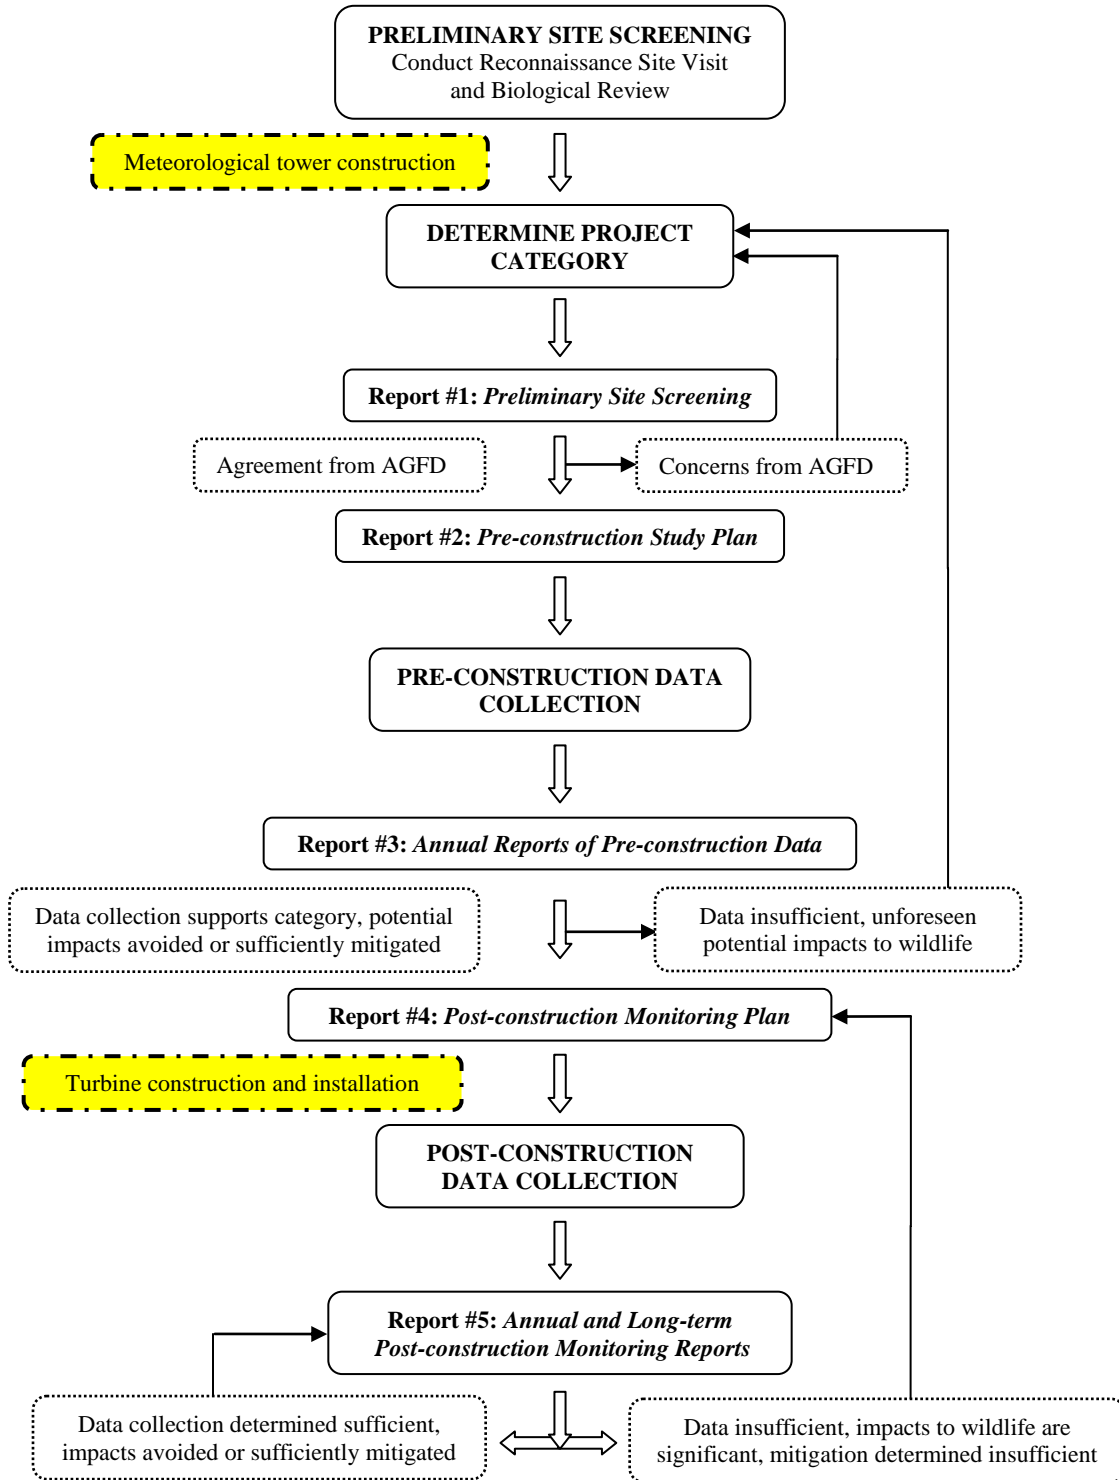 PRELIMINARY SITE SCREENING
Conduct Reconnaissance Site Visit
and Biological Review
Meteorological tower construction
DETERMINE PROJECT
CATEGORY
Report #1: Preliminary Site Screening
Agreement from AGFD
Concerns from AGFD
Report #2: Pre-construction Study Plan
PRE-CONSTRUCTION DATA
COLLECTION
Report #3: Annual Reports of Pre-construction Data
Data collection supports category, potential
impacts avoided or sufficiently mitigated
Data insufficient, unforeseen
potential impacts to wildlife
Report #4: Post-construction Monitoring Plan
Turbine construction and installation
POST-CONSTRUCTION
DATA COLLECTION
Report #5: Annual and Long-term
Post-construction Monitoring Reports
Data collection determined sufficient,
impacts avoided or sufficiently mitigated
Data insufficient, impacts to wildlife are
significant, mitigation determined insufficient